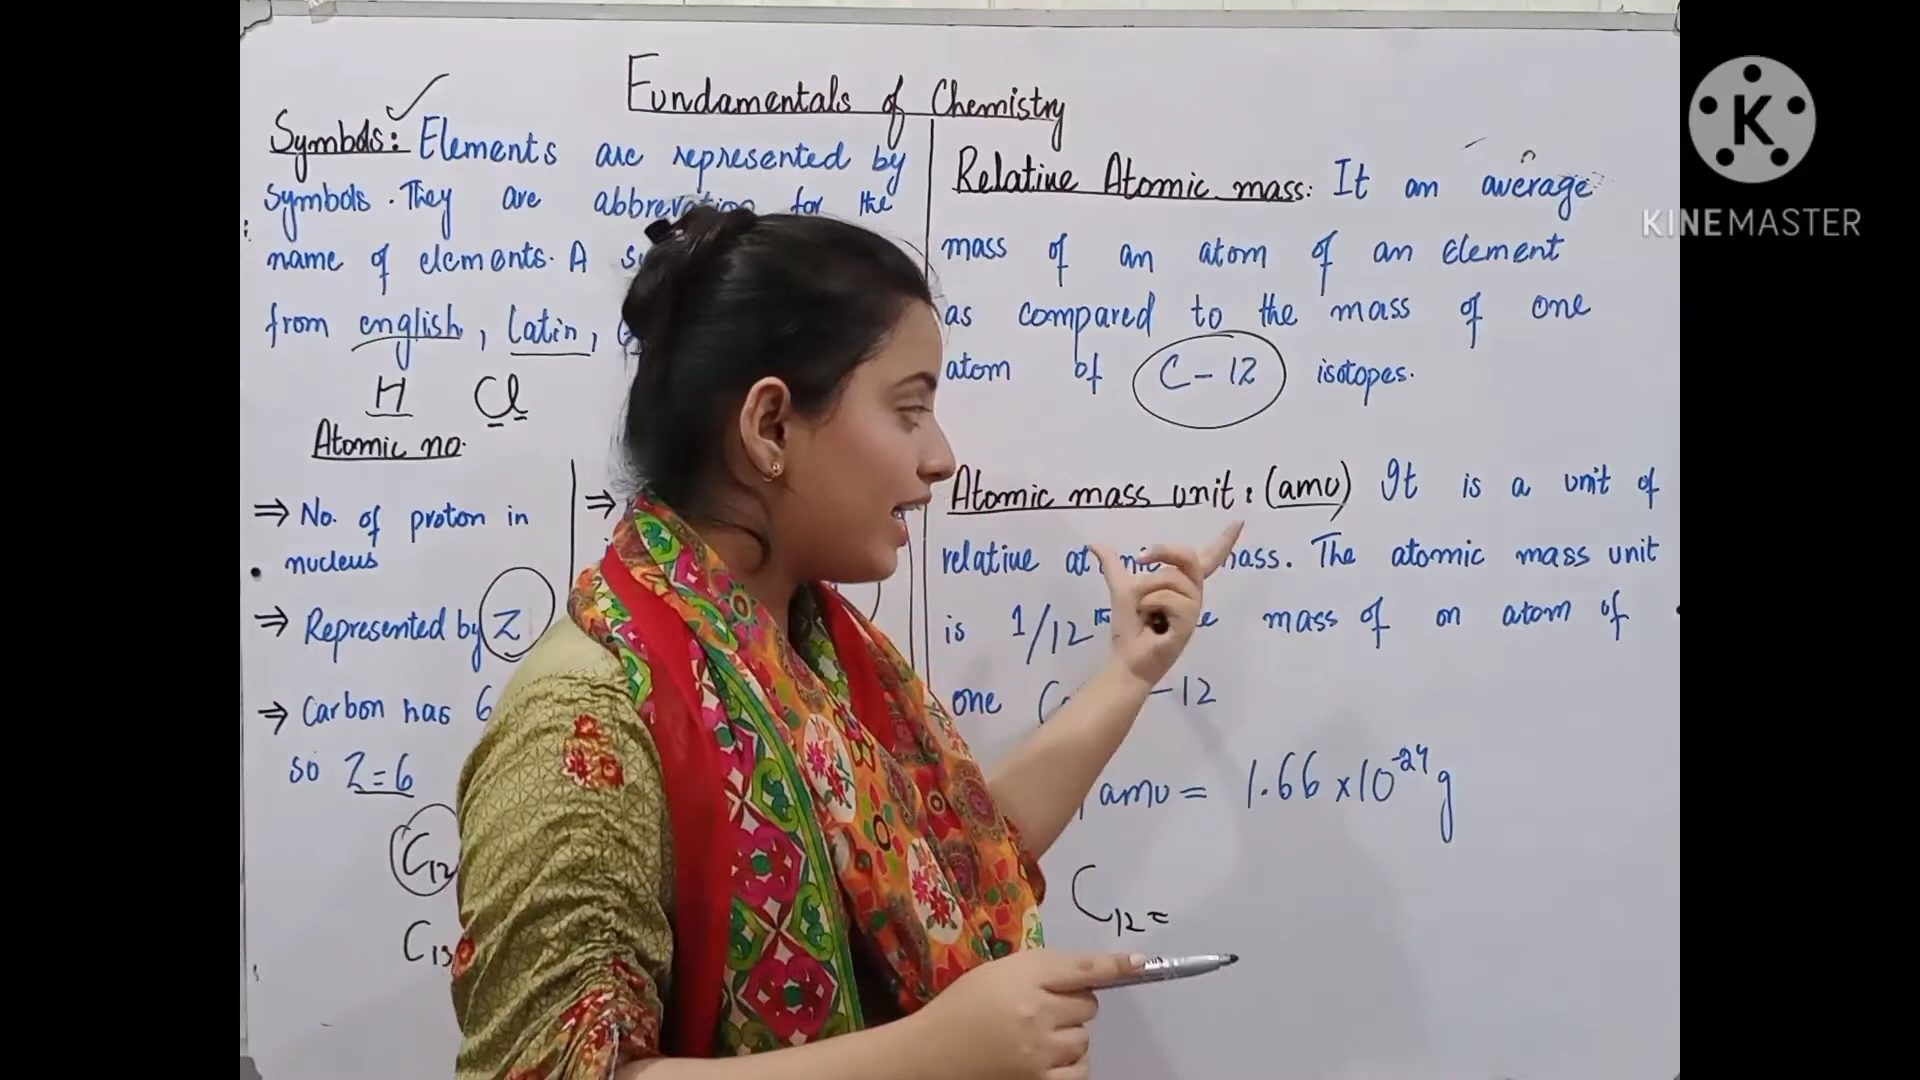 Fundamentals of Chemistry
Symbols: Elements are represented by
symbols. They are abbrevation for the
name of elements. A
from english, Latin,
H Cl
Atomic no.
⇒ No. of proton in
nucleus
⇒ Represented by Z
⇒ Carbon has 6
so Z=6
C12
C13
⇒
Relative Atomic mass: It an average
mass of an atom of an element
as compared to the mass of one
atom of C-12 isotopes.
Atomic mass unit: (amu) It is a unit of
relative mass. The atomic mass unit
is 1/12th mass of on atom of
one -12
amu = 1.66 x 10^-24 g
C12 =
K
KINEMASTER